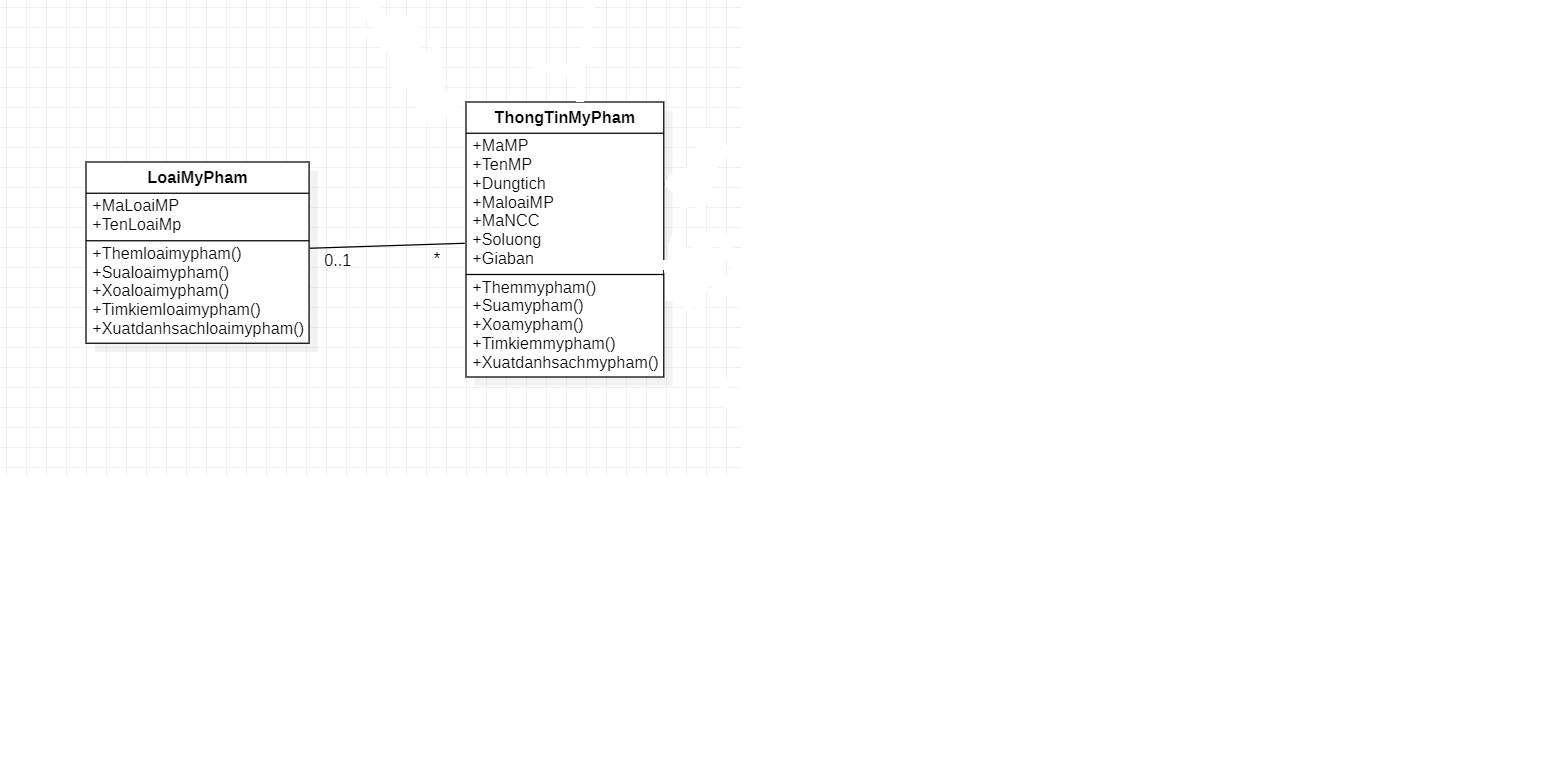 LoaiMyPham
+MaLoaiMP
+TenLoaiMp
+Themloaimypham()
+Sualoaimypham()
+Xoaloaimypham()
+Timkiemloaimypham()
+Xuatdanhsachloaimypham()
0..1
*
ThongTinMyPham
+MaMP
+TenMP
+Dungtich
+MaloaiMP
+MaNCC
+Soluong
+Giaban
+Themmypham()
+Suamypham()
+Xoamypham()
+Timkiemmypham()
+Xuatdanhsachmypham()